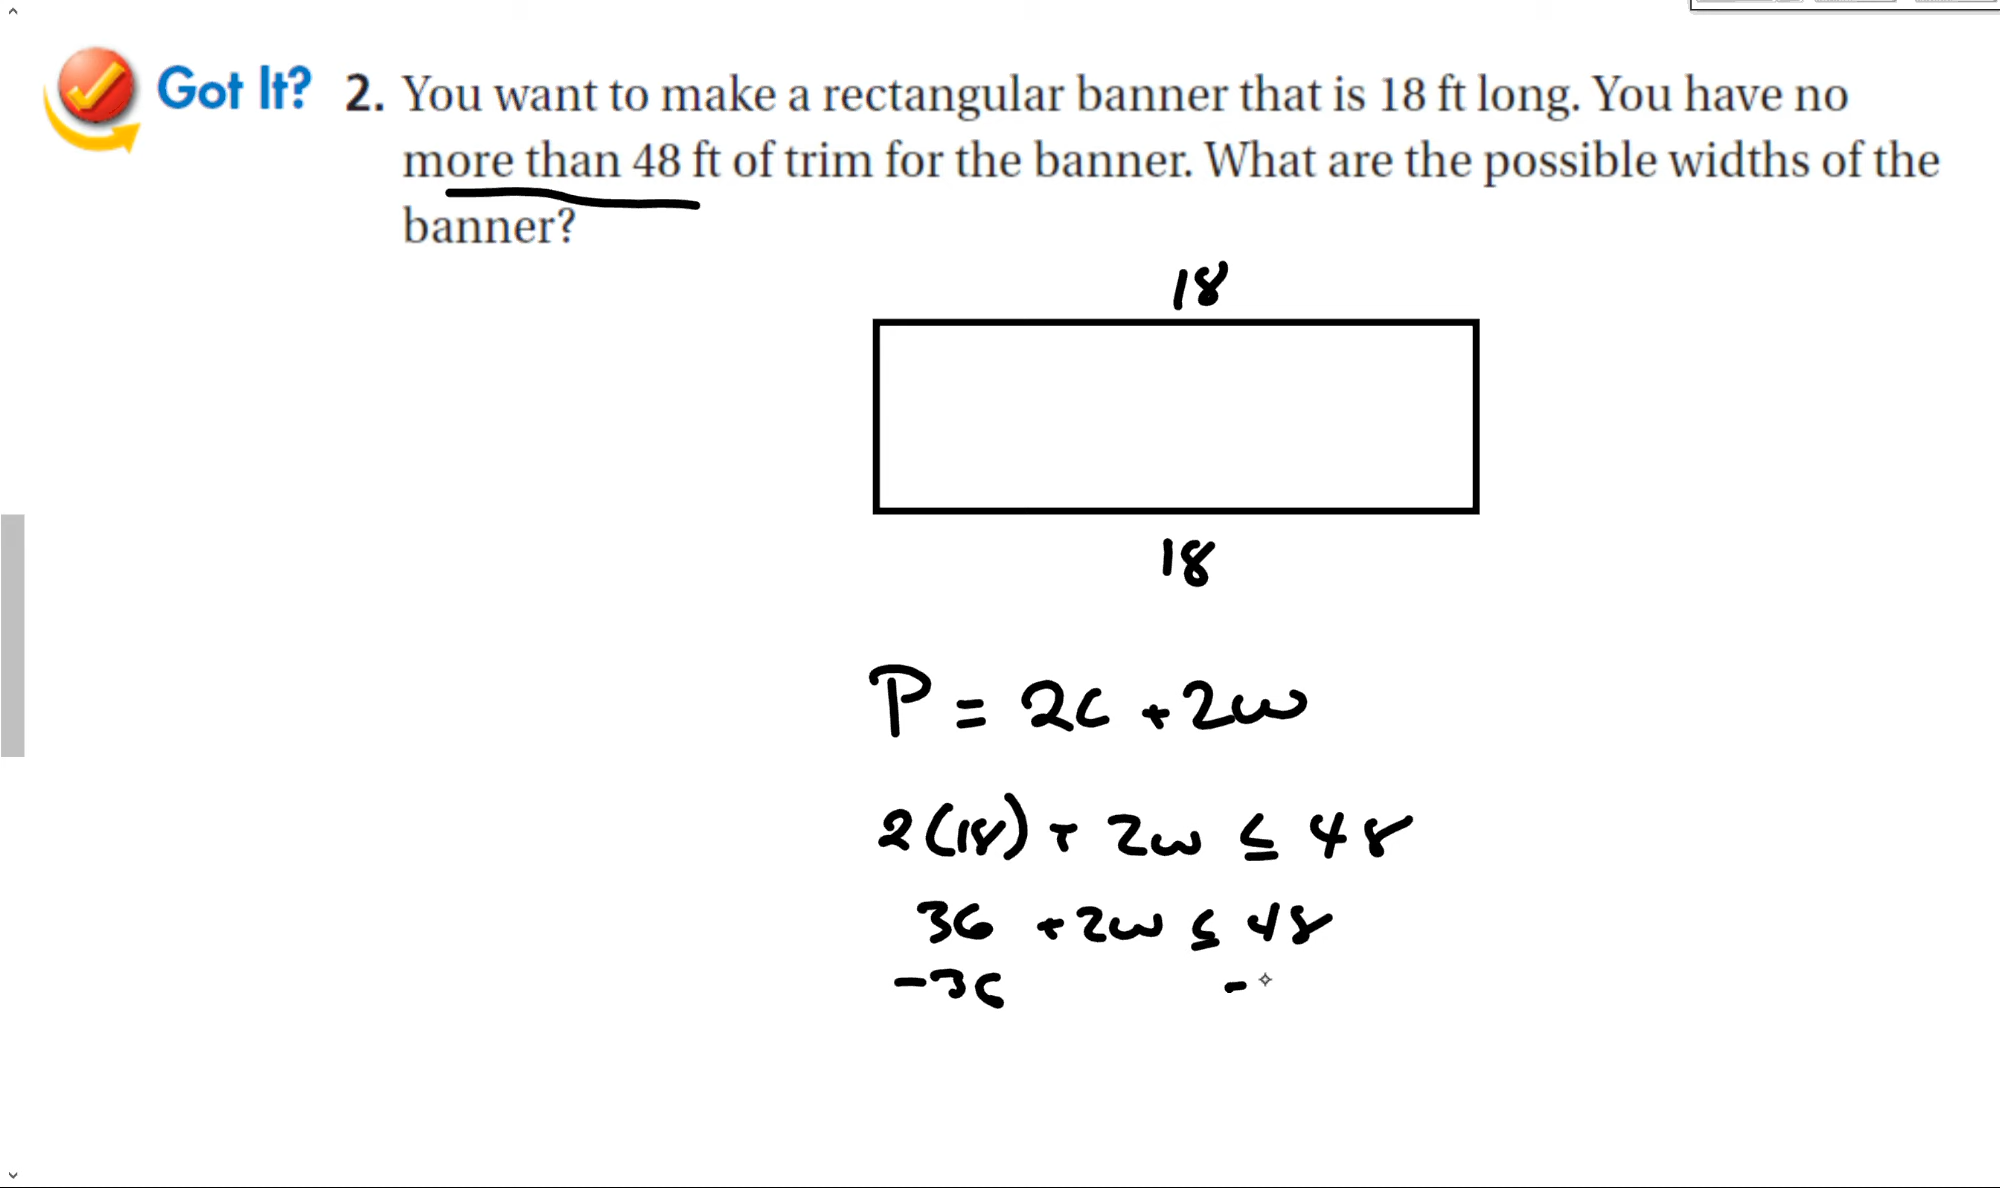 Got It? 2. You want to make a rectangular banner that is 18 ft long. You have no
more than 48 ft of trim for the banner. What are the possible widths of the
banner?
18
18
P = 2L + 2w
2(18) + 2w ≤ 48
36 + 2w ≤ 48
-36 -